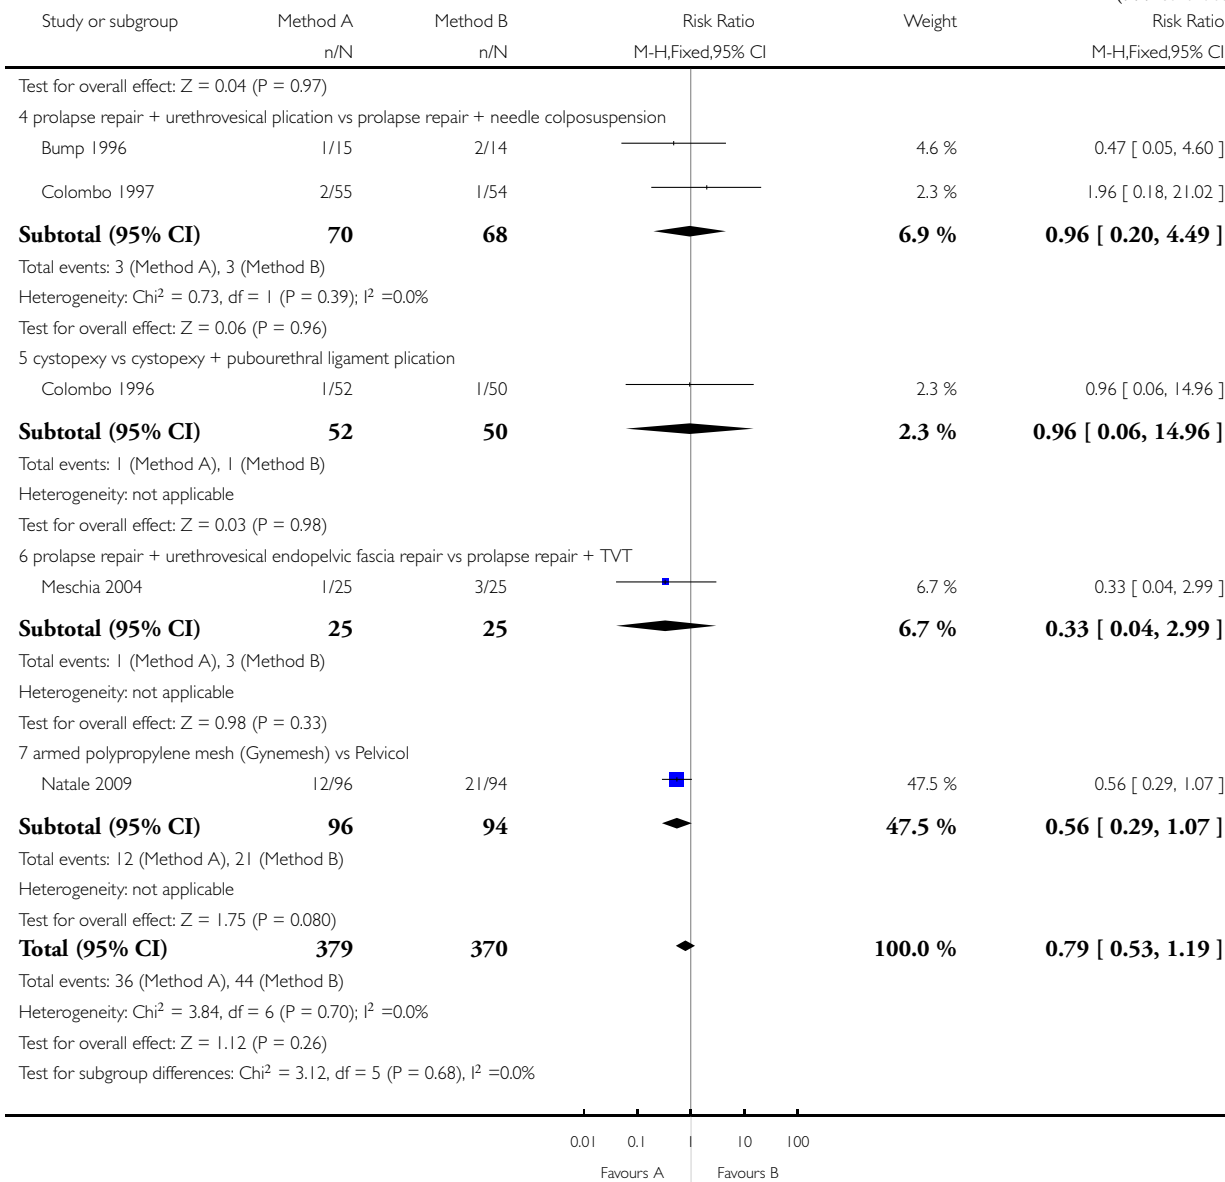 Study or subgroup Method A Method B Risk Ratio Weight Risk Ratio
n/N n/N M-H,Fixed,95% CI M-H,Fixed,95% CI
Test for overall effect: Z = 0.04 (P = 0.97)
4 prolapse repair + urethrovesical plication vs prolapse repair + needle colposuspension
Bump 1996 1/15 2/14 4.6 % 0.47 [ 0.05, 4.60 ]
Colombo 1997 2/55 1/54 2.3 % 1.96 [ 0.18, 21.02 ]
Subtotal (95% CI) 70 68 6.9 % 0.96 [ 0.20, 4.49 ]
Total events: 3 (Method A), 3 (Method B)
Heterogeneity: Chi² = 0.73, df = 1 (P = 0.39); I² =0.0%
Test for overall effect: Z = 0.06 (P = 0.96)
5 cystopexy vs cystopexy + pubourethral ligament plication
Colombo 1996 1/52 1/50 2.3 % 0.96 [ 0.06, 14.96 ]
Subtotal (95% CI) 52 50 2.3 % 0.96 [ 0.06, 14.96 ]
Total events: 1 (Method A), 1 (Method B)
Heterogeneity: not applicable
Test for overall effect: Z = 0.03 (P = 0.98)
6 prolapse repair + urethrovesical endopelvic fascia repair vs prolapse repair + TVT
Meschia 2004 1/25 3/25 6.7 % 0.33 [ 0.04, 2.99 ]
Subtotal (95% CI) 25 25 6.7 % 0.33 [ 0.04, 2.99 ]
Total events: 1 (Method A), 3 (Method B)
Heterogeneity: not applicable
Test for overall effect: Z = 0.98 (P = 0.33)
7 armed polypropylene mesh (Gynemesh) vs Pelvicol
Natale 2009 12/96 21/94 47.5 % 0.56 [ 0.29, 1.07 ]
Subtotal (95% CI) 96 94 47.5 % 0.56 [ 0.29, 1.07 ]
Total events: 12 (Method A), 21 (Method B)
Heterogeneity: not applicable
Test for overall effect: Z = 1.75 (P = 0.080)
Total (95% CI) 379 370 100.0 % 0.79 [ 0.53, 1.19 ]
Total events: 36 (Method A), 44 (Method B)
Heterogeneity: Chi² = 3.84, df = 6 (P = 0.70); I² =0.0%
Test for overall effect: Z = 1.12 (P = 0.26)
Test for subgroup differences: Chi² = 3.12, df = 5 (P = 0.68), I² =0.0%
0.01 0.1 1 10 100
Favours A Favours B